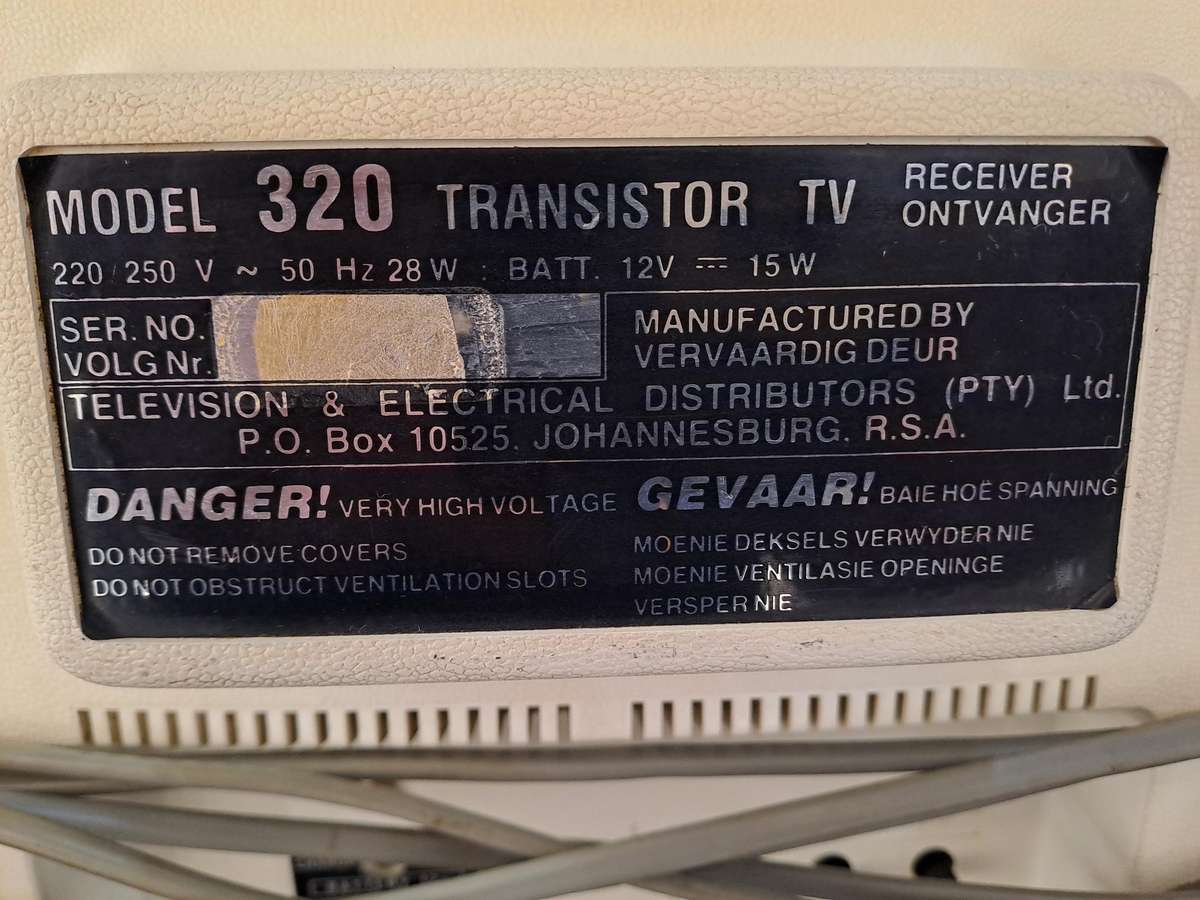 MODEL 320 TRANSISTOR TV RECEIVER
ONTVANGER
220/250 V ~ 50 Hz 28 W : BATT. 12V ⎓ 15 W
SER. NO.
VOLG Nr.
MANUFACTURED BY
VERVAARDIG DEUR
TELEVISION & ELECTRICAL DISTRIBUTORS (PTY) Ltd.
P.O. Box 10525. JOHANNESBURG. R.S.A.
DANGER! VERY HIGH VOLTAGE
DO NOT REMOVE COVERS
DO NOT OBSTRUCT VENTILATION SLOTS
GEVAAR! BAIE HOË SPANNING
MOENIE DEKSELS VERWYDER NIE
MOENIE VENTILASIE OPENINGE
VERSPER NIE